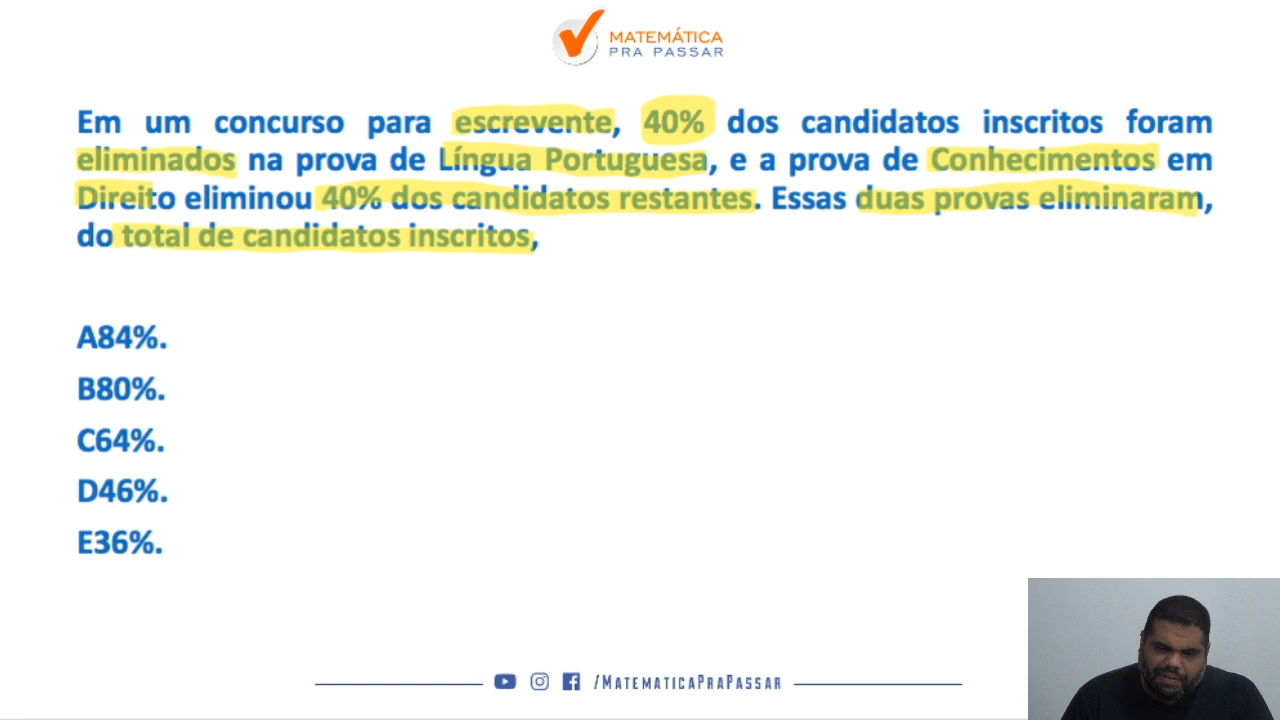 MATEMÁTICA
PRA PASSAR
Em um concurso para escrevente, 40% dos candidatos inscritos foram
eliminados na prova de Língua Portuguesa, e a prova de Conhecimentos em
Direito eliminou 40% dos candidatos restantes. Essas duas provas eliminaram,
do total de candidatos inscritos,
A84%.
B80%.
C64%.
D46%.
E36%.
/MATEMATICAPRAPASSAR